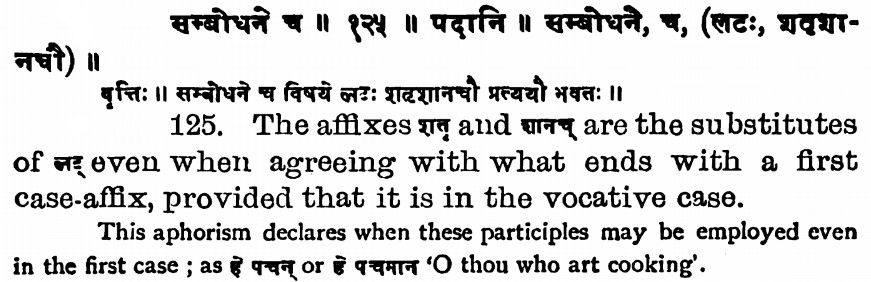 सम्बोधने च ॥ १२५ ॥ पदानि ॥ सम्बोधने, च, (लटः, शतृशा-
नचौ) ॥
वृत्तिः ॥ सम्बोधने च विषये लटः शतृशानचौ प्रत्ययौ भवतः ॥
125. The affixes शतृ and शानच् are the substitutes
of लट् even when agreeing with what ends with a first
case-affix, provided that it is in the vocative case.
This aphorism declares when these participles may be employed even
in the first case ; as हे पचन् or हे पचमान ‘O thou who art cooking’.